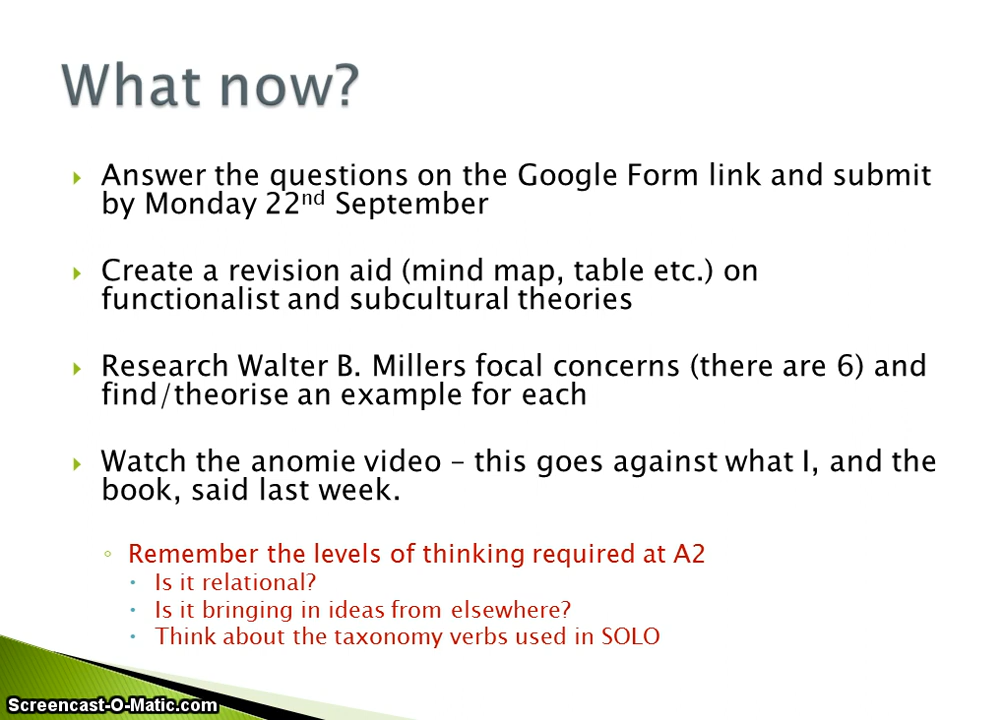 What now?
Answer the questions on the Google Form link and submit
by Monday 22nd September
Create a revision aid (mind map, table etc.) on
functionalist and subcultural theories
Research Walter B. Millers focal concerns (there are 6) and
find/theorise an example for each
Watch the anomie video – this goes against what I, and the
book, said last week.
Remember the levels of thinking required at A2
Is it relational?
Is it bringing in ideas from elsewhere?
Think about the taxonomy verbs used in SOLO
Screencast-O-Matic.com